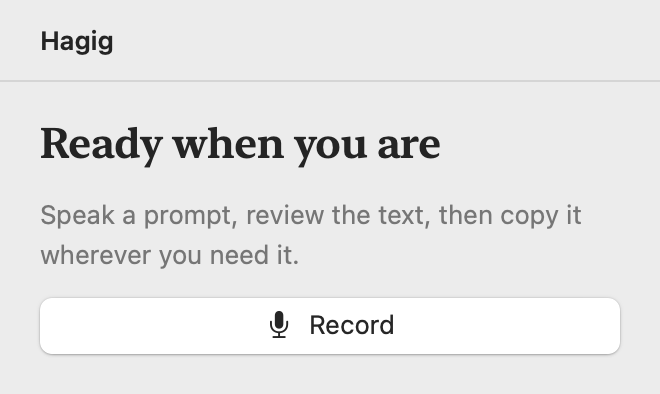 Hagig
Ready when you are
Speak a prompt, review the text, then copy it
wherever you need it.
Record